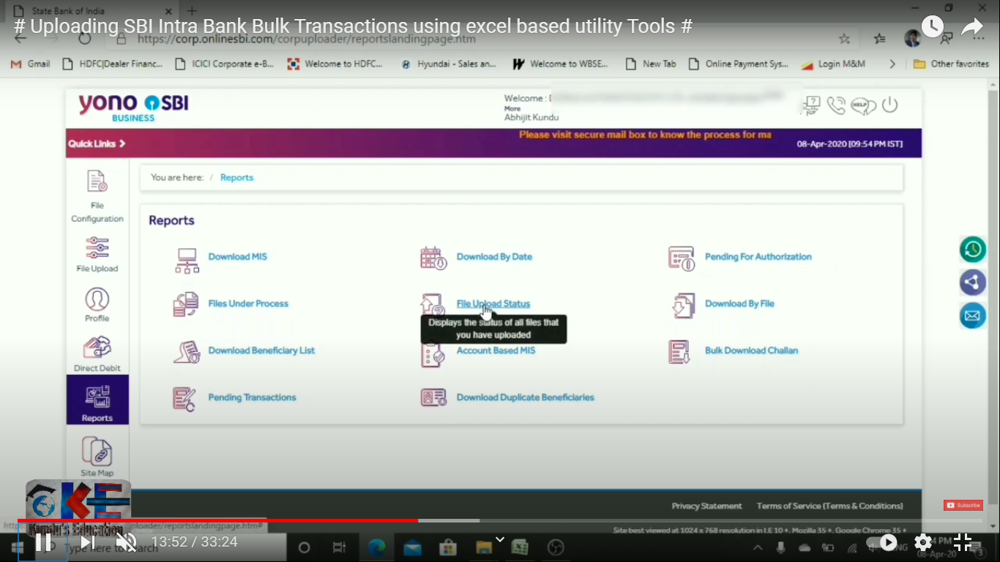 State Bank of India
# Uploading SBI Intra Bank Bulk Transactions using excel based utility Tools #
https://corp.onlinesbi.com/corpuploader/reportslandingpage.htm
Gmail HDFC|Dealer Financ... ICICI Corporate e-B... Welcome to HDFC... Hyundai - Sales an... Welcome to WBSE... New Tab Online Payment Sys... Login M&M Other favorites
yono SBI
BUSINESS
Welcome :
More
Abhijit Kundu
HELP
Quick Links
Please visit secure mail box to know the process for ma
08-Apr-2020 [09:54 PM IST]
You are here: / Reports
File
Configuration
File Upload
Profile
Direct Debit
Reports
Site Map
Reports
Download MIS Download By Date Pending For Authorization
Files Under Process File Upload Status Download By File
Displays the status of all files that
you have uploaded
Download Beneficiary List Account Based MIS Bulk Download Challan
Pending Transactions Download Duplicate Beneficiaries
KE
Kundu's Education
Privacy Statement Terms of Service (Terms & Conditions)
Subscribe
ploader/reportslandingpage.htm#
Site best viewed at 1024 x 768 resolution in I.E 10 +, Mozilla 35 +, Google Chrome 35 +
Type here to search
13:52 / 33:24
4 PM
08-Apr-20